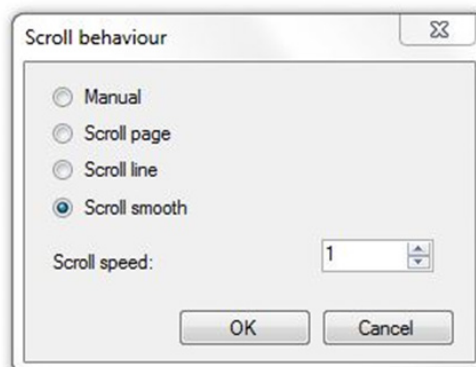 Scroll behaviour
Manual
Scroll page
Scroll line
Scroll smooth
Scroll speed: 1
OK Cancel